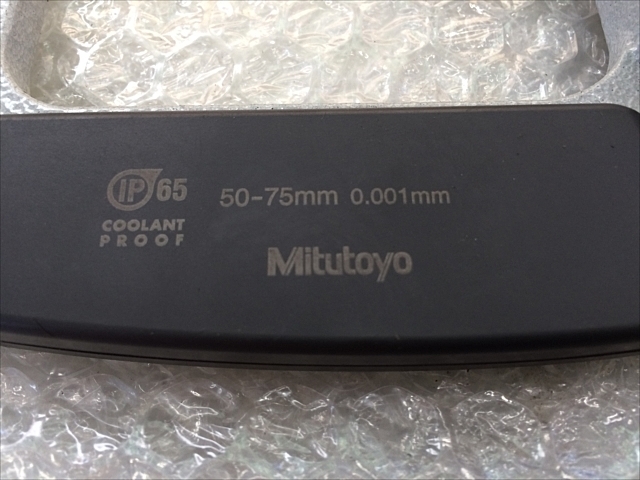 IP65
COOLANT
PROOF
50-75mm 0.001mm
Mitutoyo